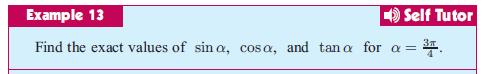 Example 13
Self Tutor
Find the exact values of sin α, cos α, and tan α for α = 3π/4.